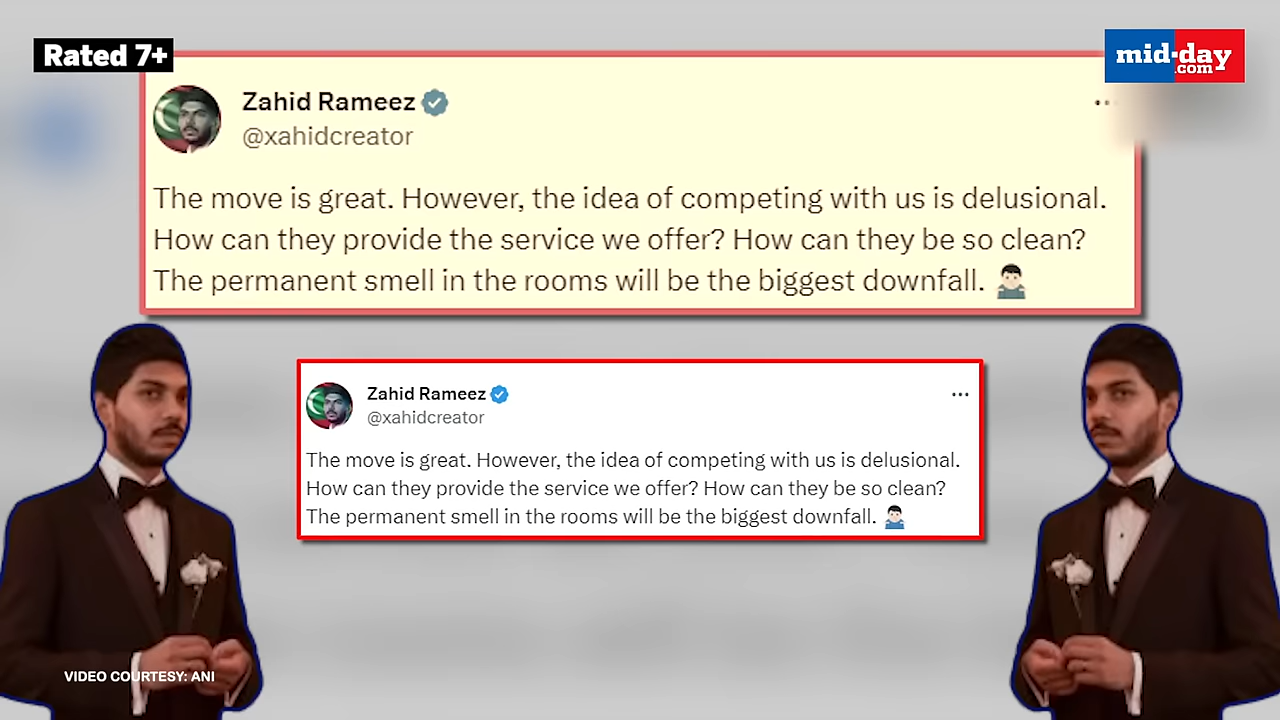 Rated 7+
mid-day
.com
Zahid Rameez
@xahidcreator
The move is great. However, the idea of competing with us is delusional.
How can they provide the service we offer? How can they be so clean?
The permanent smell in the rooms will be the biggest downfall. 🙍🏻‍♂️
Zahid Rameez
@xahidcreator
The move is great. However, the idea of competing with us is delusional.
How can they provide the service we offer? How can they be so clean?
The permanent smell in the rooms will be the biggest downfall. 🙍🏻‍♂️
VIDEO COURTESY: ANI